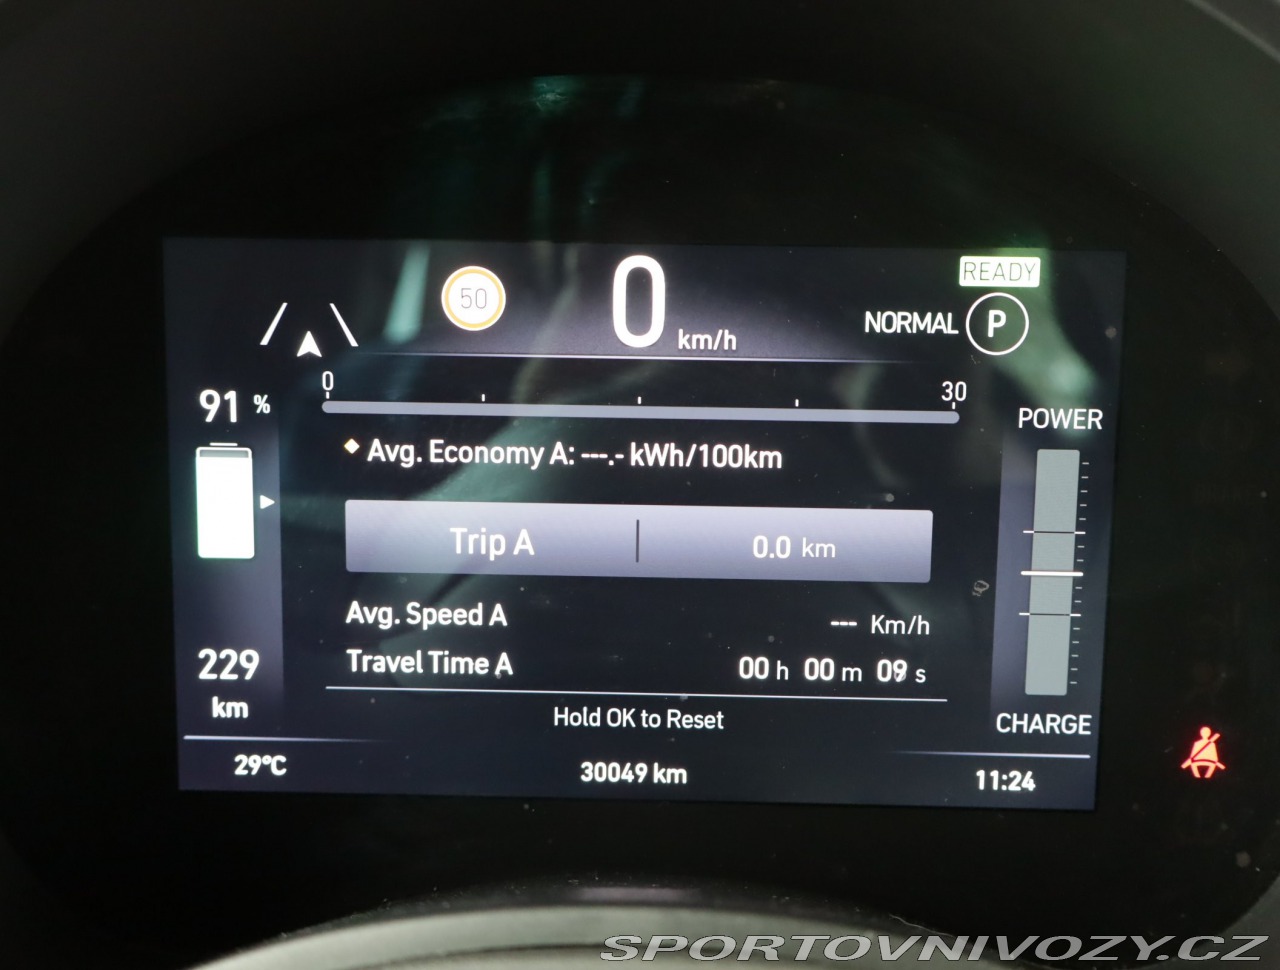 READY
50
0 km/h
NORMAL P
0 30
91 %
POWER
Avg. Economy A: ---.- kWh/100km
Trip A 0.0 km
Avg. Speed A --- Km/h
Travel Time A 00 h 00 m 09 s
229
km
Hold OK to Reset
CHARGE
29°C 30049 km 11:24
SPORTOVNIVOZY.CZ